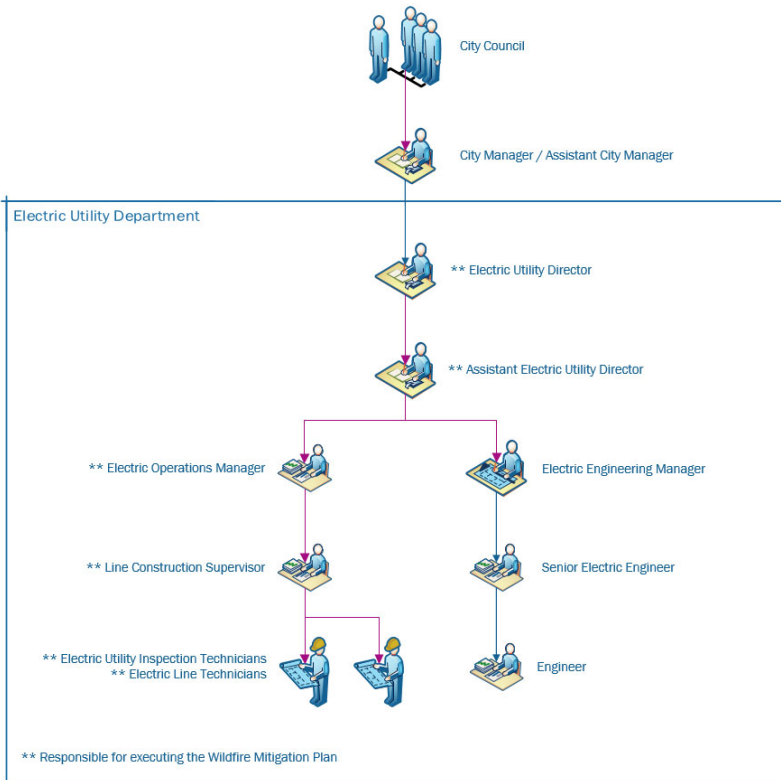 City Council
City Manager / Assistant City Manager
Electric Utility Department
** Electric Utility Director
** Assistant Electric Utility Director
** Electric Operations Manager
Electric Engineering Manager
** Line Construction Supervisor
Senior Electric Engineer
** Electric Utility Inspection Technicians
** Electric Line Technicians
Engineer
** Responsible for executing the Wildfire Mitigation Plan